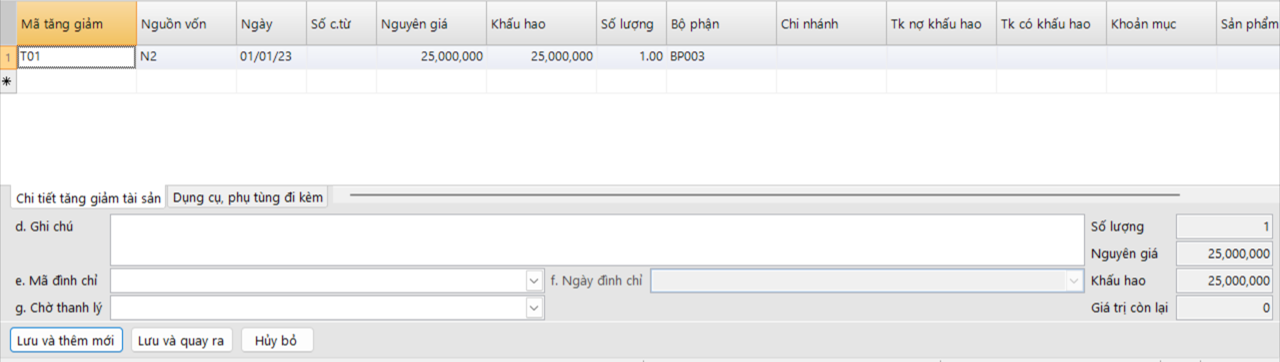 Mã tăng giảm Nguồn vốn Ngày Số c.từ Nguyên giá Khấu hao Số lượng Bộ phận Chi nhánh Tk nợ khấu hao Tk có khấu hao Khoản mục Sản phẩm
1 T01 N2 01/01/23 25,000,000 25,000,000 1.00 BP003
Chi tiết tăng giảm tài sản Dụng cụ, phụ tùng đi kèm
d. Ghi chú Số lượng 1
Nguyên giá 25,000,000
e. Mã đình chỉ f. Ngày đình chỉ Khấu hao 25,000,000
g. Chờ thanh lý Giá trị còn lại 0
Lưu và thêm mới Lưu và quay ra Hủy bỏ